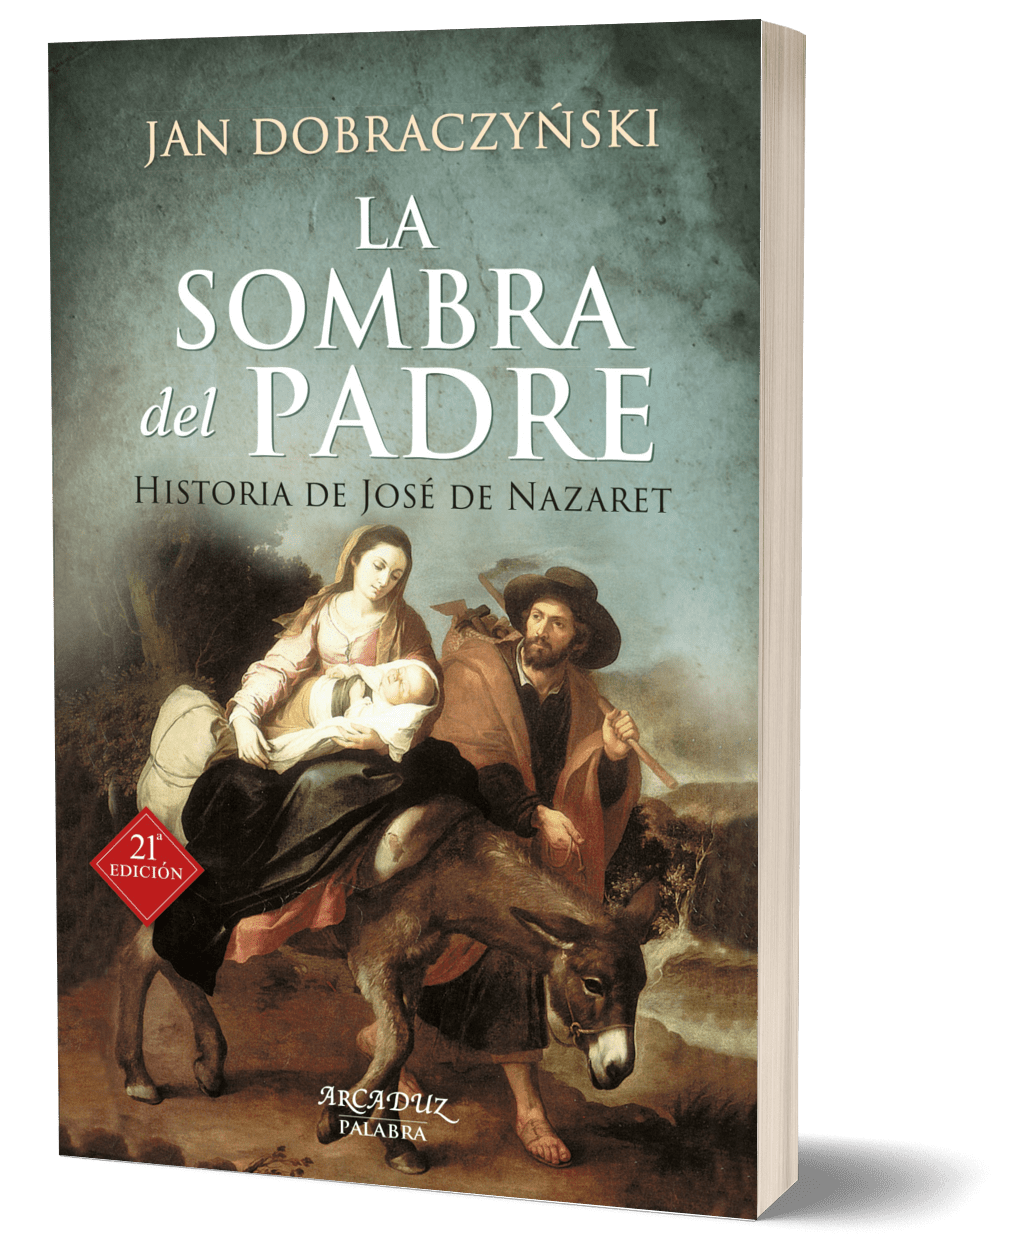 JAN DOBRACZYŃSKI
LA
SOMBRA
del PADRE
HISTORIA DE JOSÉ DE NAZARET
21ª
EDICIÓN
ARCADUZ
PALABRA